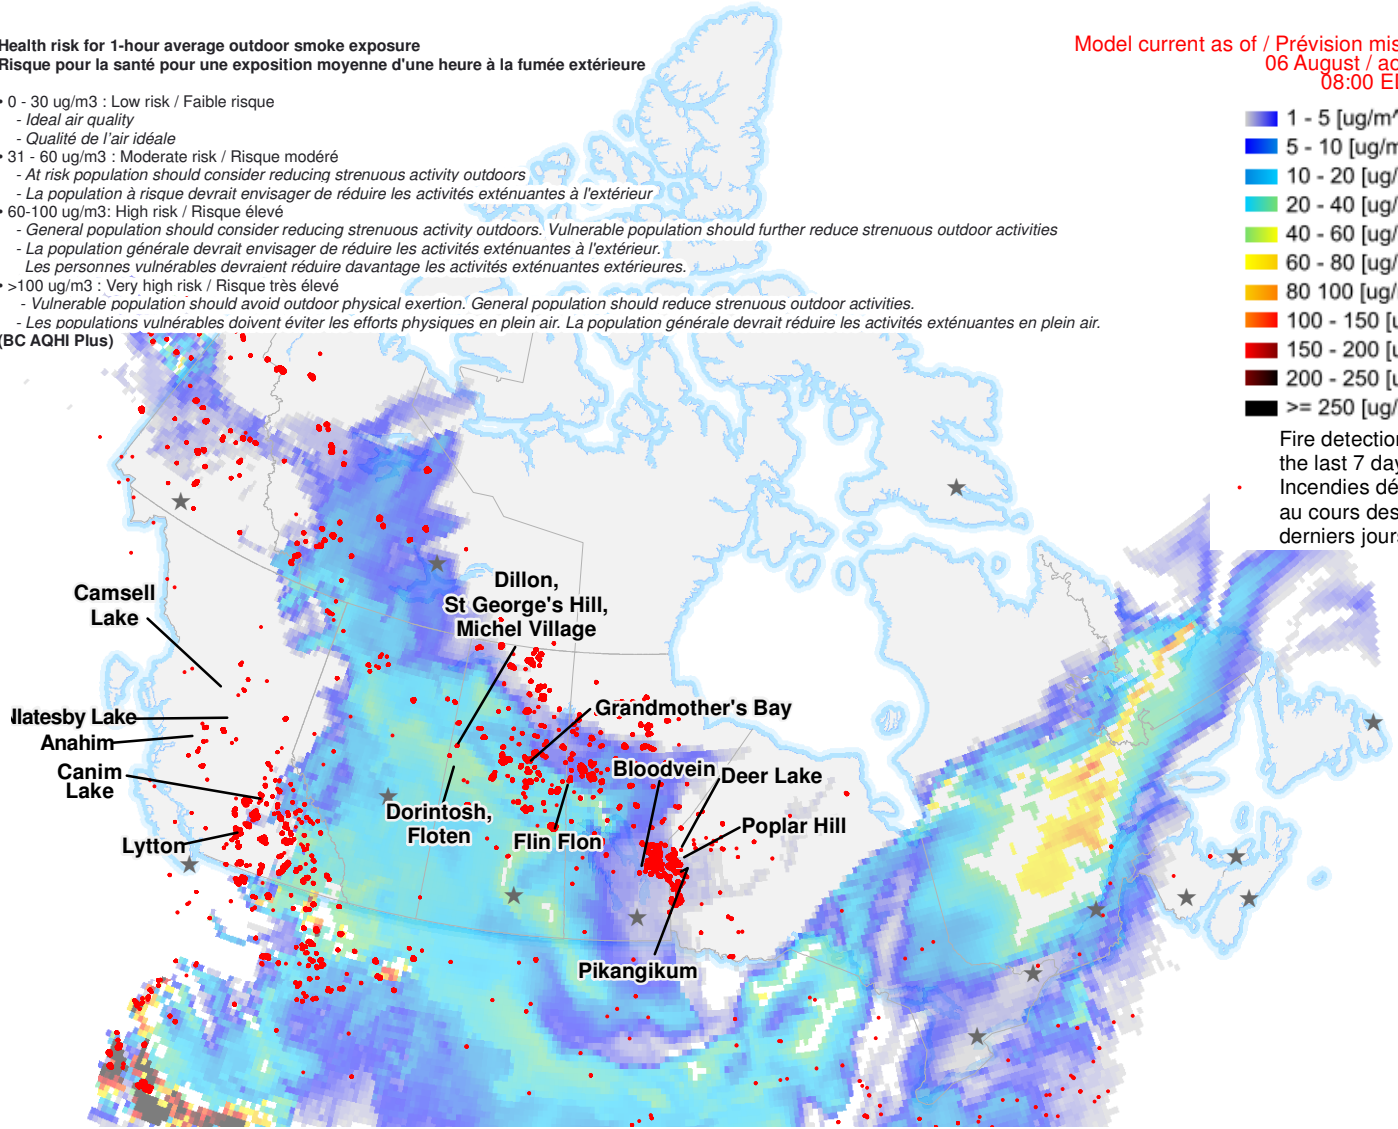 Health risk for 1-hour average outdoor smoke exposure
Risque pour la santé pour une exposition moyenne d'une heure à la fumée extérieure
• 0 - 30 ug/m3 : Low risk / Faible risque
- Ideal air quality
- Qualité de l'air idéale
• 31 - 60 ug/m3 : Moderate risk / Risque modéré
- At risk population should consider reducing strenuous activity outdoors
- La population à risque devrait envisager de réduire les activités exténuantes à l'extérieur
• 60-100 ug/m3: High risk / Risque élevé
- General population should consider reducing strenuous activity outdoors. Vulnerable population should further reduce strenuous outdoor activities
- La population générale devrait envisager de réduire les activités exténuantes à l'extérieur.
Les personnes vulnérables devraient réduire davantage les activités exténuantes extérieures.
• >100 ug/m3 : Very high risk / Risque très élevé
- Vulnerable population should avoid outdoor physical exertion. General population should reduce strenuous outdoor activities.
- Les populations vulnérables doivent éviter les efforts physiques en plein air. La population générale devrait réduire les activités exténuantes en plein air.
(BC AQHI Plus)
Model current as of / Prévision mis
06 August / ao
08:00 E
1 - 5 [ug/m^
5 - 10 [ug/m
10 - 20 [ug/
20 - 40 [ug/
40 - 60 [ug/
60 - 80 [ug/
80 100 [ug/
100 - 150 [u
150 - 200 [u
200 - 250 [u
>= 250 [ug/
Fire detection
the last 7 day
Incendies dé
au cours des
derniers jours
Camsell
Lake
Dillon,
St George's Hill,
Michel Village
latesby Lake
Anahim
Canim
Lake
Lytton
Grandmother's Bay
Bloodvein
Deer Lake
Poplar Hill
Dorintosh,
Floten
Flin Flon
Pikangikum